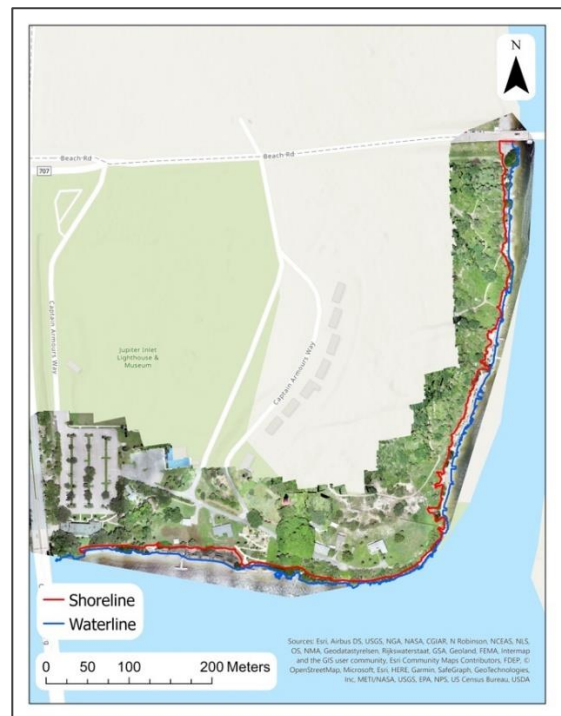 N
Beach-Rd
Beach-Rd
707
Captain Armours Way
Jupiter Inlet
Lighthouse &
Museum
Captain Armours Way
Shoreline
Waterline
0 50 100 200 Meters
Sources: Esri, Airbus DS, USGS, NGA, NASA, CGIAR, N Robinson, NCEAS, NLS,
OS, NMA, Geodatastyrelsen, Rijkswaterstaat, GSA, Geoland, FEMA, Intermap
and the GIS user community, Esri Community Maps Contributors, FDEP, ©
OpenStreetMap, Microsoft, Esri, HERE, Garmin, SafeGraph, GeoTechnologies,
Inc, METI/NASA, USGS, EPA, NPS, US Census Bureau, USDA